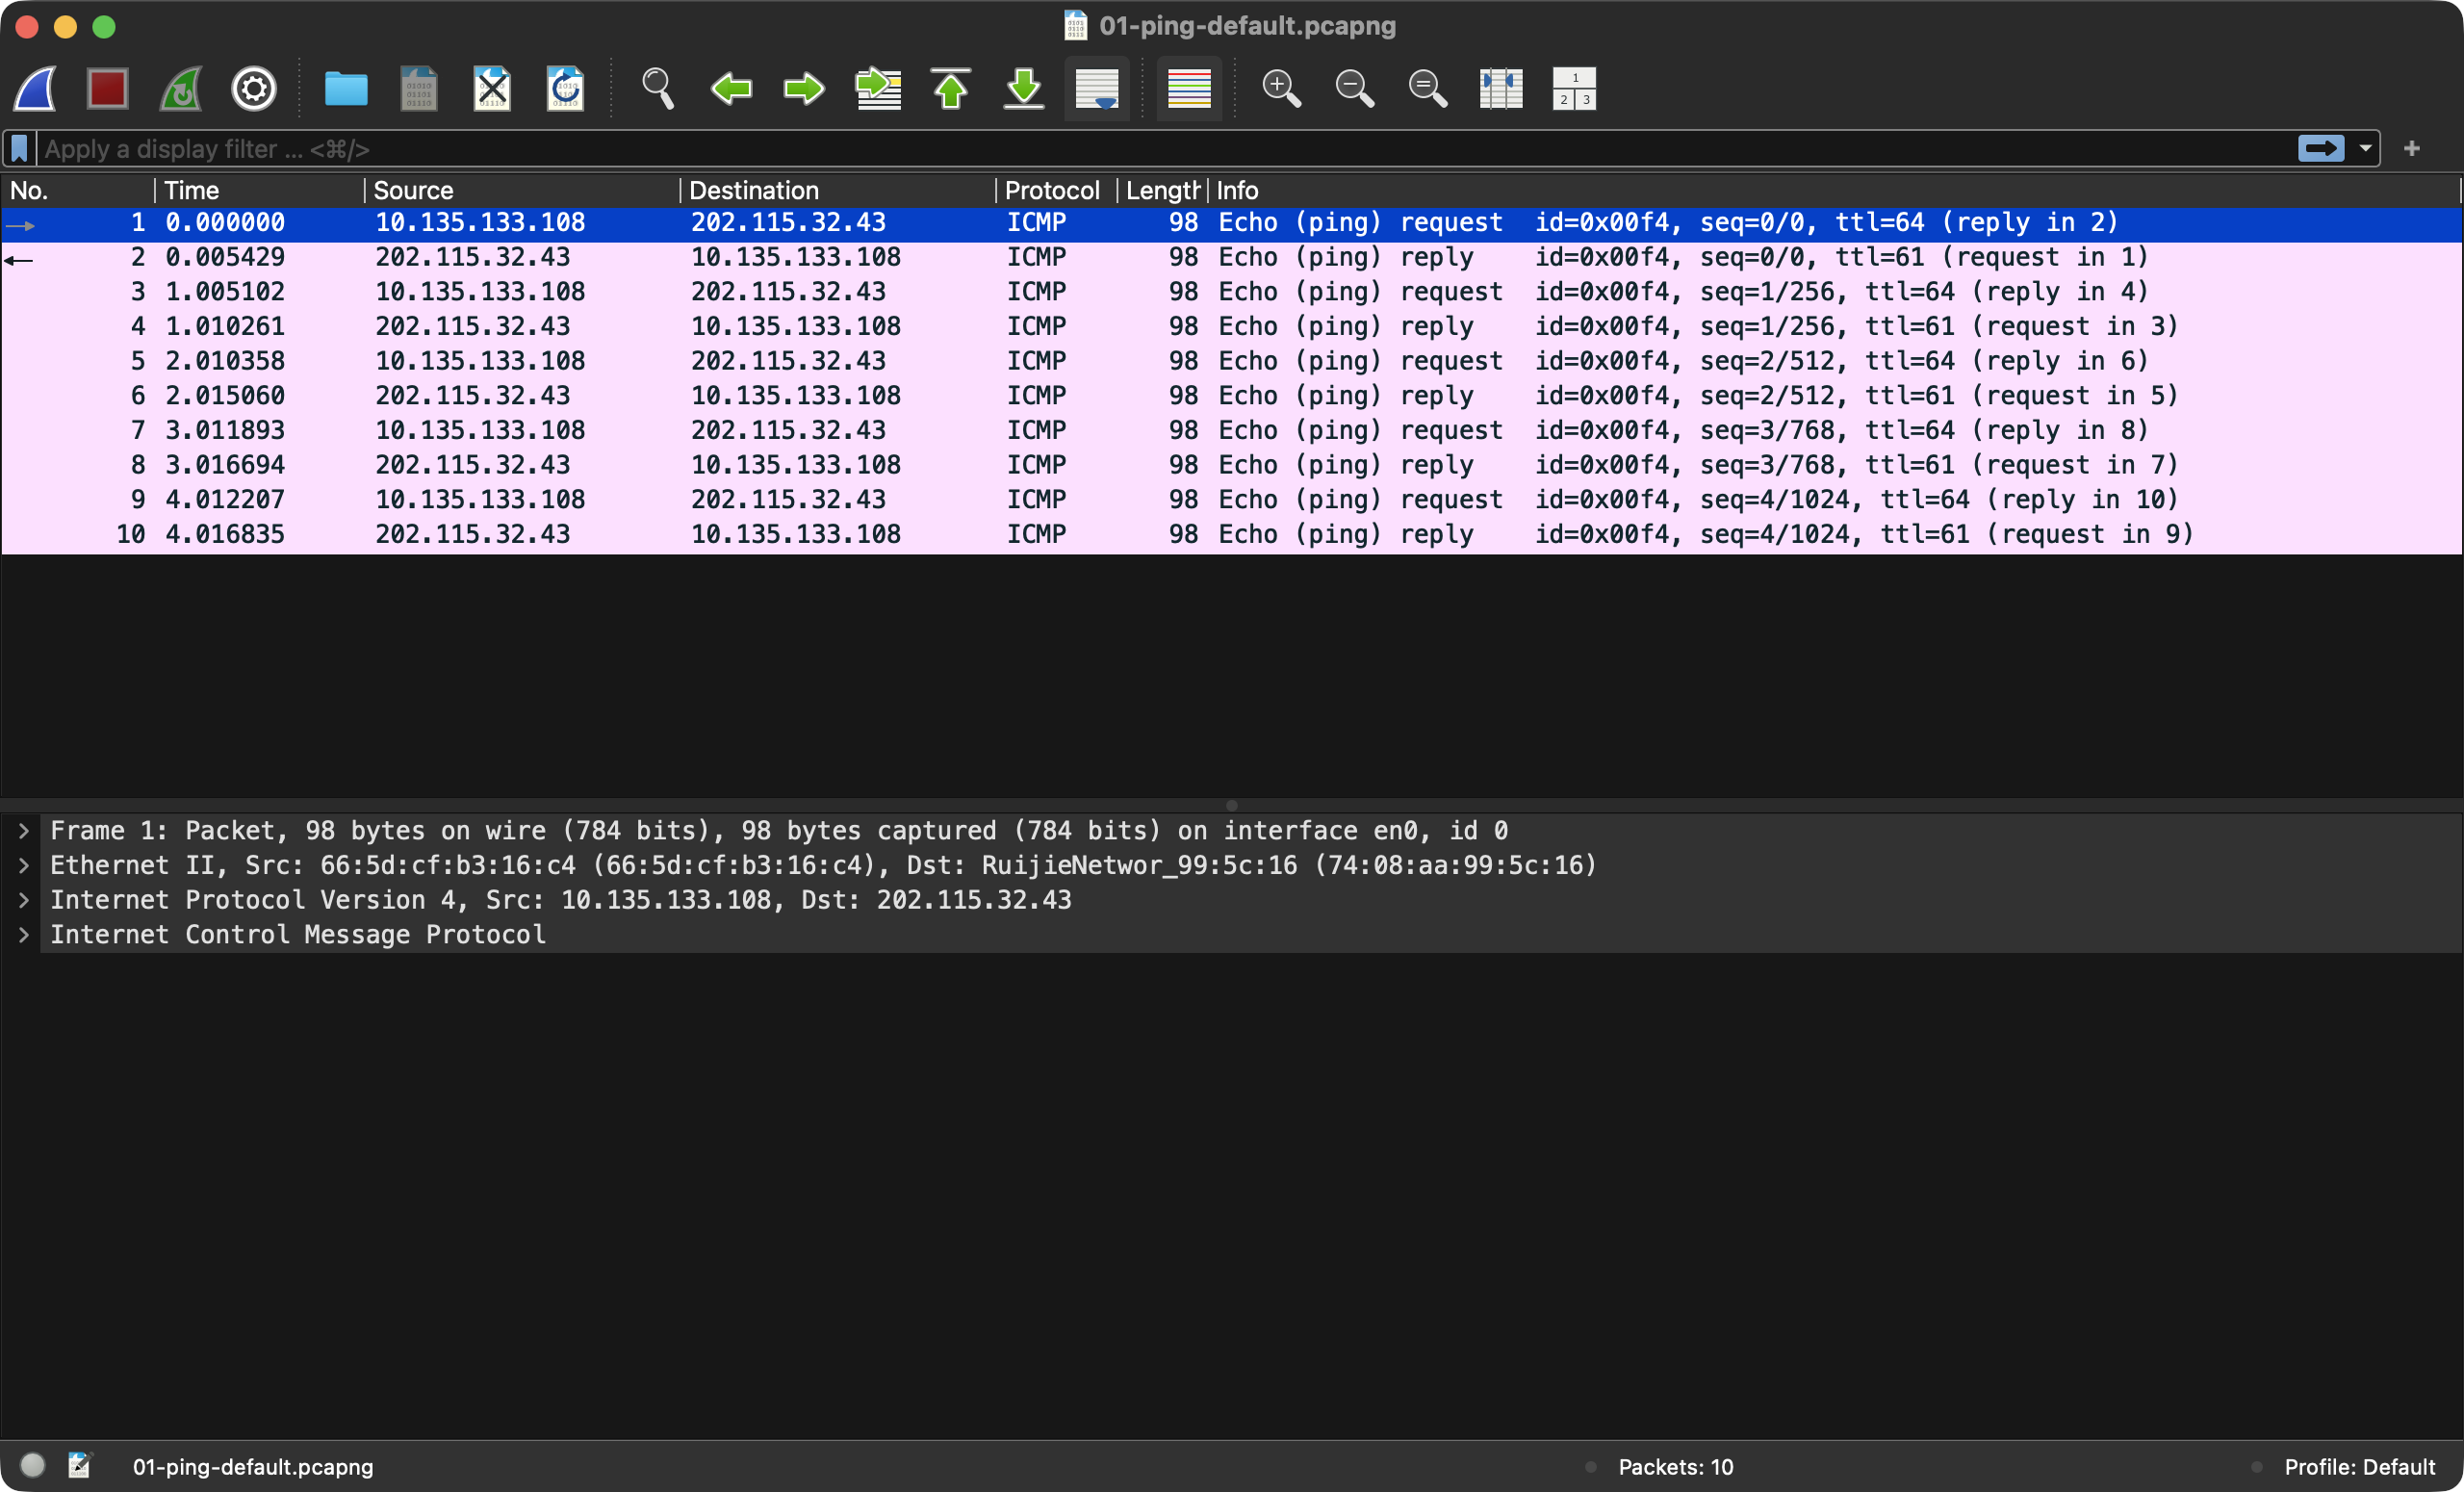 01-ping-default.pcapng
Apply a display filter ... <⌘/>
No. Time Source Destination Protocol Length Info
1 0.000000 10.135.133.108 202.115.32.43 ICMP 98 Echo (ping) request id=0x00f4, seq=0/0, ttl=64 (reply in 2)
2 0.005429 202.115.32.43 10.135.133.108 ICMP 98 Echo (ping) reply id=0x00f4, seq=0/0, ttl=61 (request in 1)
3 1.005102 10.135.133.108 202.115.32.43 ICMP 98 Echo (ping) request id=0x00f4, seq=1/256, ttl=64 (reply in 4)
4 1.010261 202.115.32.43 10.135.133.108 ICMP 98 Echo (ping) reply id=0x00f4, seq=1/256, ttl=61 (request in 3)
5 2.010358 10.135.133.108 202.115.32.43 ICMP 98 Echo (ping) request id=0x00f4, seq=2/512, ttl=64 (reply in 6)
6 2.015060 202.115.32.43 10.135.133.108 ICMP 98 Echo (ping) reply id=0x00f4, seq=2/512, ttl=61 (request in 5)
7 3.011893 10.135.133.108 202.115.32.43 ICMP 98 Echo (ping) request id=0x00f4, seq=3/768, ttl=64 (reply in 8)
8 3.016694 202.115.32.43 10.135.133.108 ICMP 98 Echo (ping) reply id=0x00f4, seq=3/768, ttl=61 (request in 7)
9 4.012207 10.135.133.108 202.115.32.43 ICMP 98 Echo (ping) request id=0x00f4, seq=4/1024, ttl=64 (reply in 10)
10 4.016835 202.115.32.43 10.135.133.108 ICMP 98 Echo (ping) reply id=0x00f4, seq=4/1024, ttl=61 (request in 9)
Frame 1: Packet, 98 bytes on wire (784 bits), 98 bytes captured (784 bits) on interface en0, id 0
Ethernet II, Src: 66:5d:cf:b3:16:c4 (66:5d:cf:b3:16:c4), Dst: RuijieNetwor_99:5c:16 (74:08:aa:99:5c:16)
Internet Protocol Version 4, Src: 10.135.133.108, Dst: 202.115.32.43
Internet Control Message Protocol
01-ping-default.pcapng Packets: 10 Profile: Default